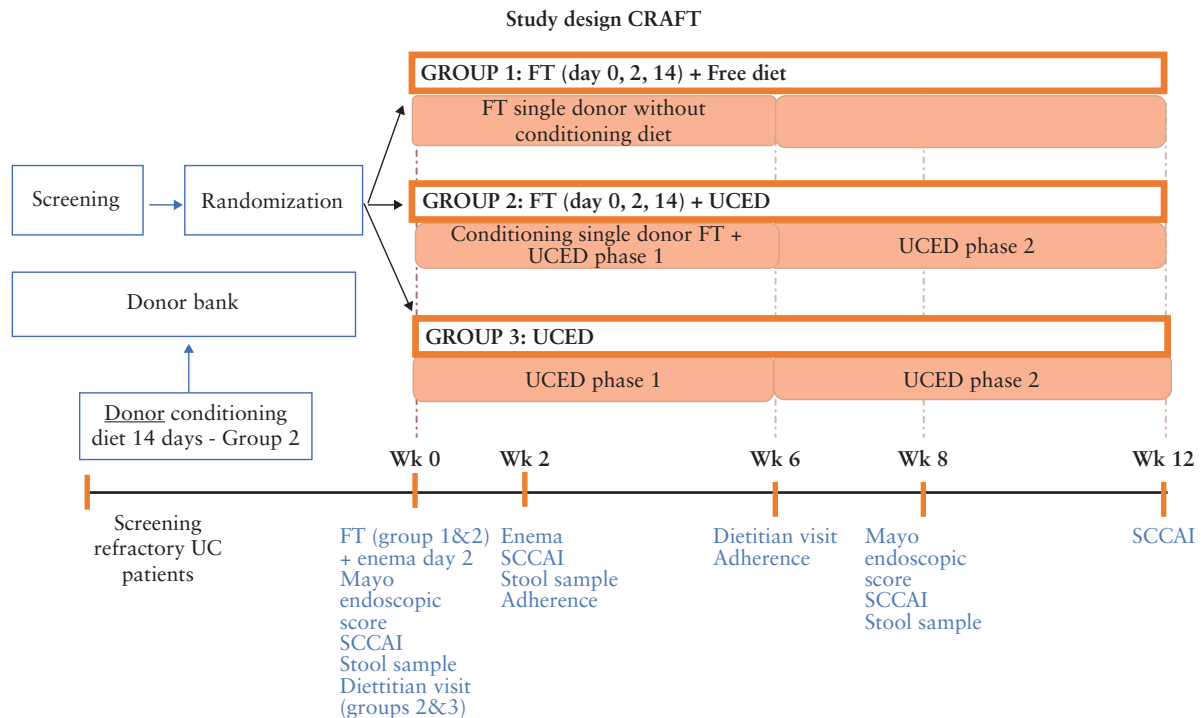 Study design CRAFT
GROUP 1: FT (day 0, 2, 14) + Free diet
FT single donor without
conditioning diet
Screening
Randomization
GROUP 2: FT (day 0, 2, 14) + UCED
Conditioning single donor FT +
UCED phase 1
UCED phase 2
Donor bank
GROUP 3: UCED
UCED phase 1
UCED phase 2
Donor conditioning
diet 14 days - Group 2
Wk 0
Wk 2
Wk 6
Wk 8
Wk 12
Screening
refractory UC
patients
FT (group 1&2)
+ enema day 2
Mayo
endoscopic
score
SCCAI
Stool sample
Diettitian visit
(groups 2&3)
Enema
SCCAI
Stool sample
Adherence
Dietitian visit
Adherence
Mayo
endoscopic
score
SCCAI
Stool sample
SCCAI